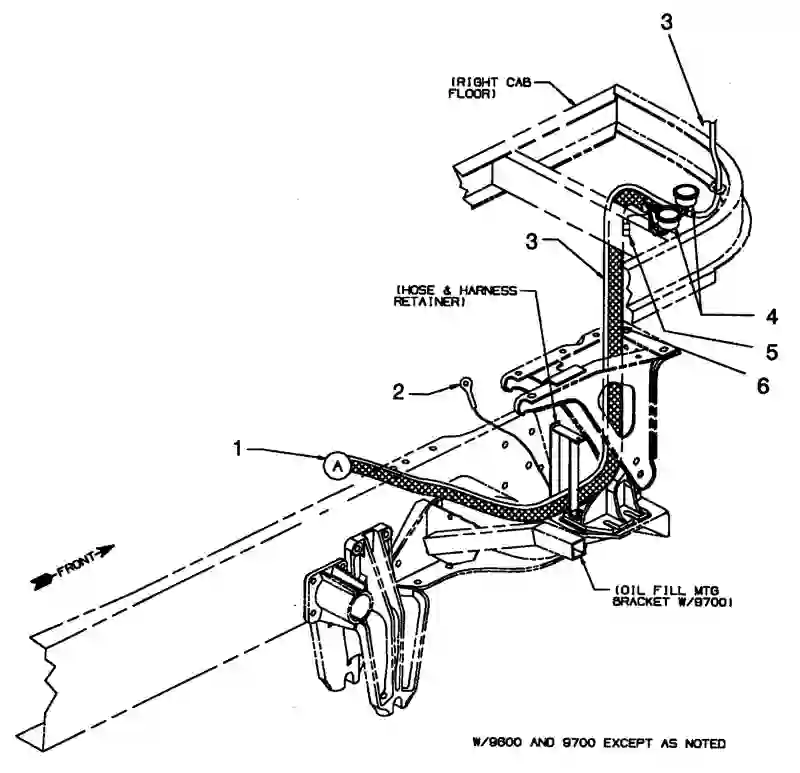 3
(RIGHT CAB
FLOOR)
3
(HOSE & HARNESS
RETAINER)
4
5
6
2
1
A
FRONT
(OIL FILL MTG
BRACKET W/9700)
W/9600 AND 9700 EXCEPT AS NOTED